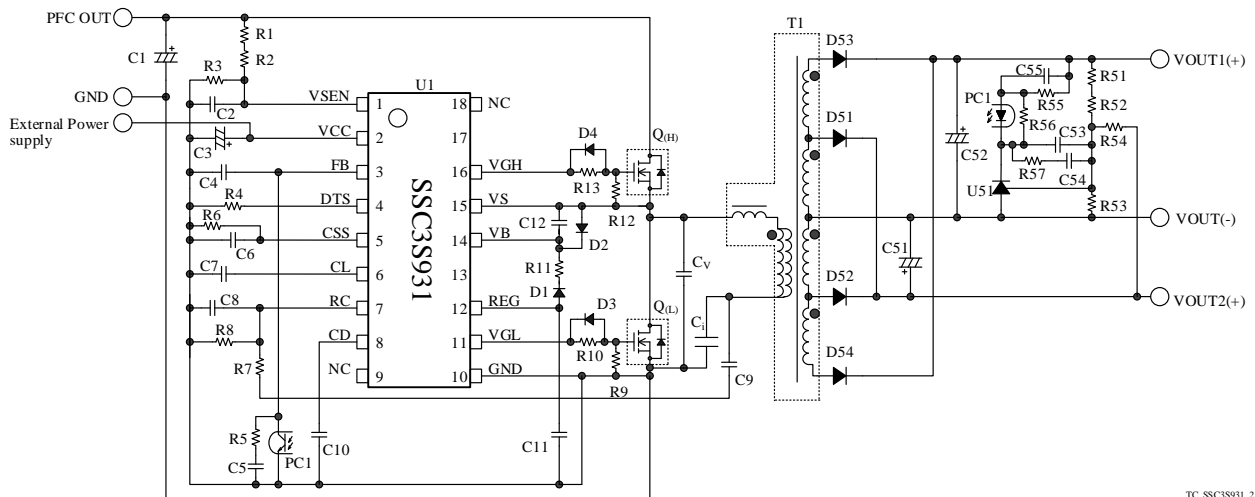 T1
PFC OUT
R1
D53
VOUT1(+)
C1
R2
R3
C55
R51
U1
GND
C2
VSEN
1
18
NC
PC1
R55
R52
External Power
supply
VCC
2
17
D4
Q(H)
D51
R56
C53
R54
C3
C52
C4
FB
3
16
VGH
R13
R57
C54
R4
DTS
4
15
VS
R12
U51
R53
R6
C12
VOUT(-)
CSS
5
14
VB
D2
C6
SSC3S931
C51
C7
CL
6
13
R11
CV
D1
C8
RC
7
12
REG
D3
Q(L)
D52
VOUT2(+)
Ci
R8
CD
8
11
VGL
R10
D54
R7
NC
9
10
GND
R9
C9
R5
C10
C11
C5
PC1
TC_SSC3S931_2